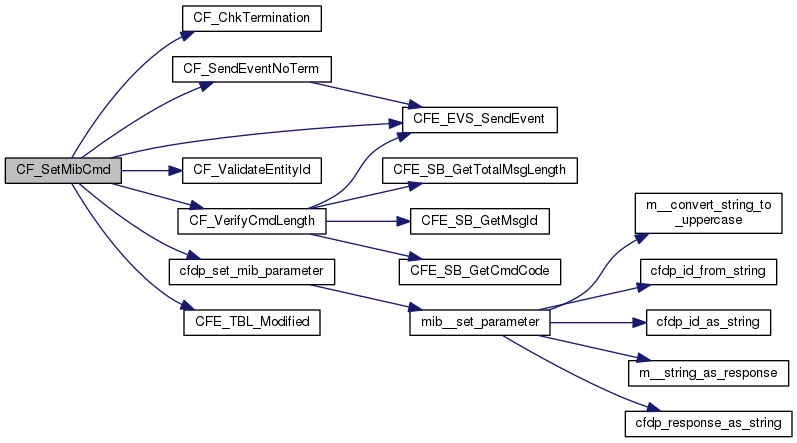 CF_SetMibCmd
CF_ChkTermination
CF_SendEventNoTerm
CFE_EVS_SendEvent
CF_ValidateEntityId
CF_VerifyCmdLength
CFE_SB_GetTotalMsgLength
CFE_SB_GetMsgId
CFE_SB_GetCmdCode
cfdp_set_mib_parameter
CFE_TBL_Modified
mib__set_parameter
m__convert_string_to
_uppercase
cfdp_id_from_string
cfdp_id_as_string
m__string_as_response
cfdp_response_as_string